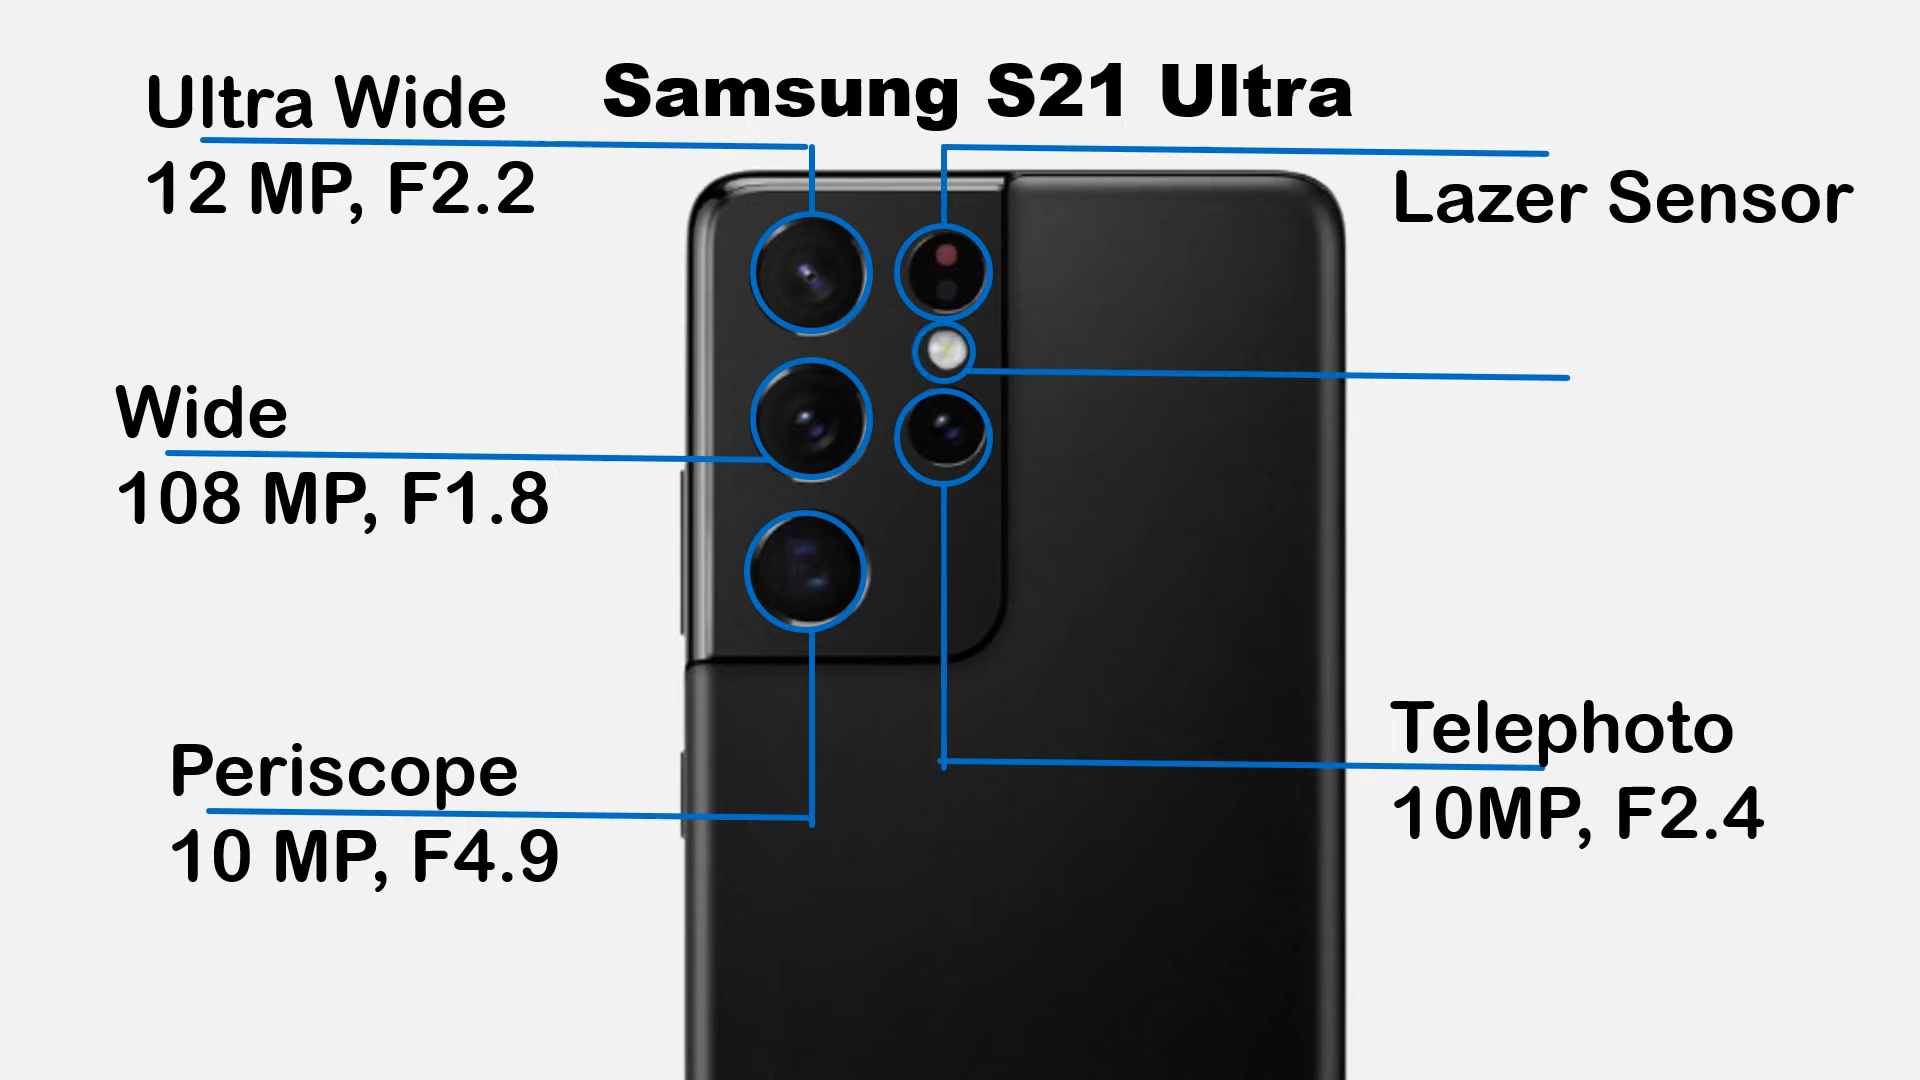 Samsung S21 Ultra
Ultra Wide
12 MP, F2.2
Lazer Sensor
Wide
108 MP, F1.8
Periscope
10 MP, F4.9
Telephoto
10MP, F2.4